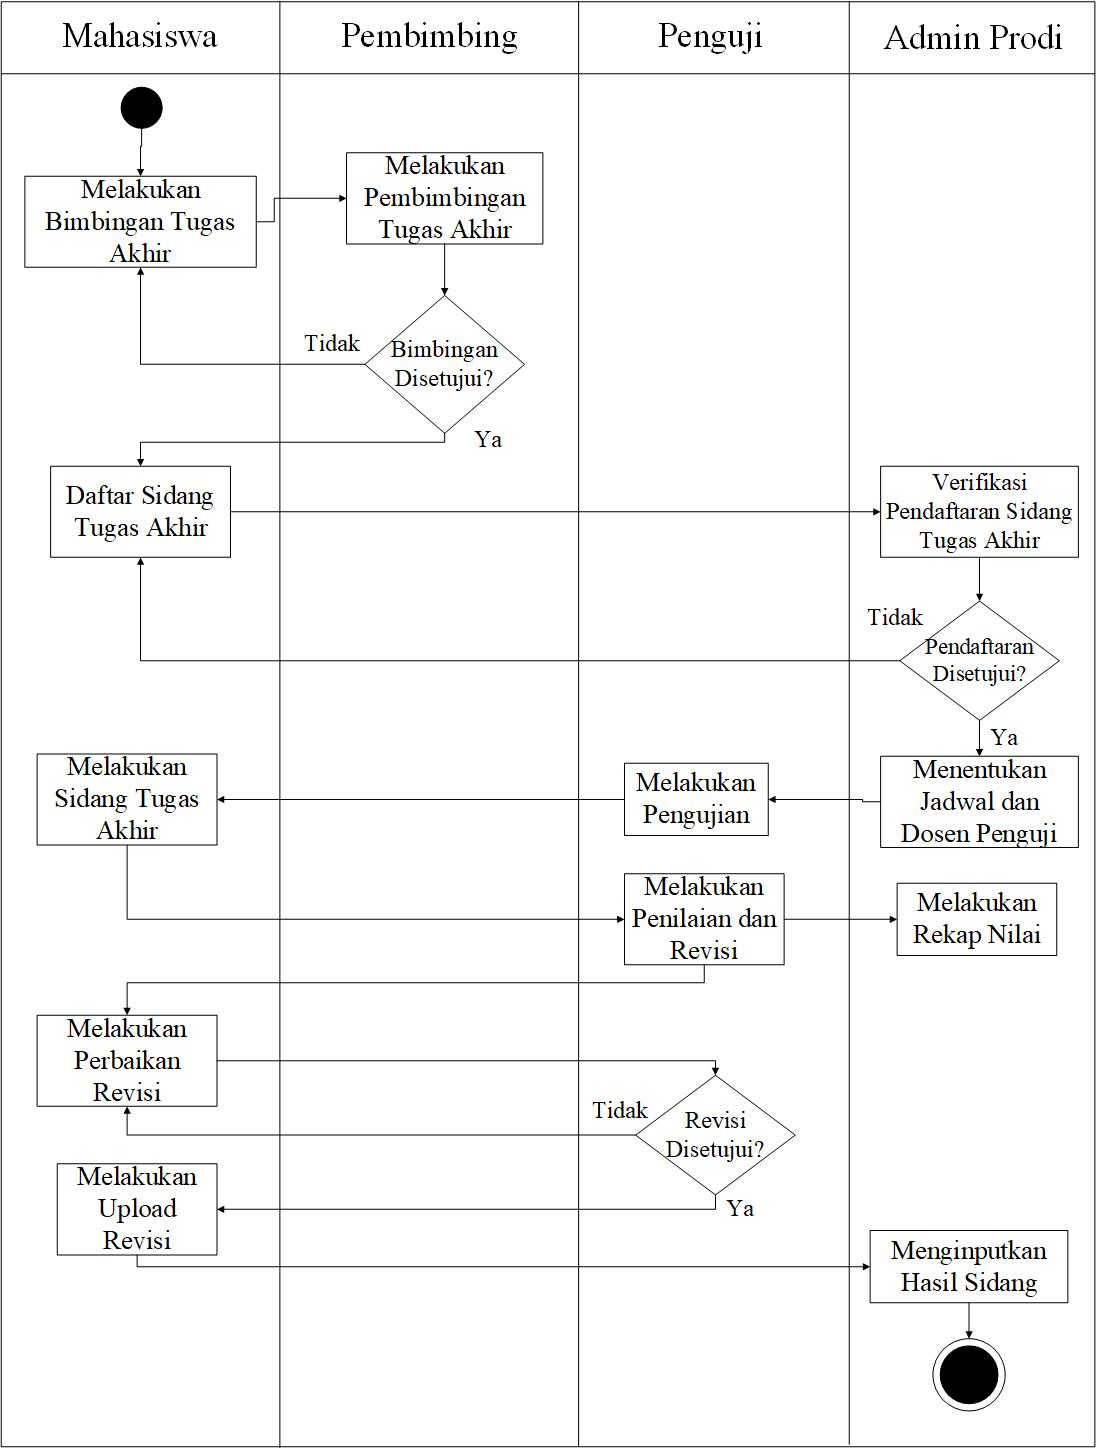 Mahasiswa
Pembimbing
Penguji
Admin Prodi
Melakukan
Bimbingan Tugas
Akhir
Melakukan
Pembimbingan
Tugas Akhir
Tidak
Bimbingan
Disetujui?
Ya
Daftar Sidang
Tugas Akhir
Verifikasi
Pendaftaran Sidang
Tugas Akhir
Tidak
Pendaftaran
Disetujui?
Ya
Melakukan
Sidang Tugas
Akhir
Melakukan
Pengujian
Menentukan
Jadwal dan
Dosen Penguji
Melakukan
Penilaian dan
Revisi
Melakukan
Rekap Nilai
Melakukan
Perbaikan
Revisi
Tidak
Revisi
Disetujui?
Ya
Melakukan
Upload
Revisi
Menginputkan
Hasil Sidang